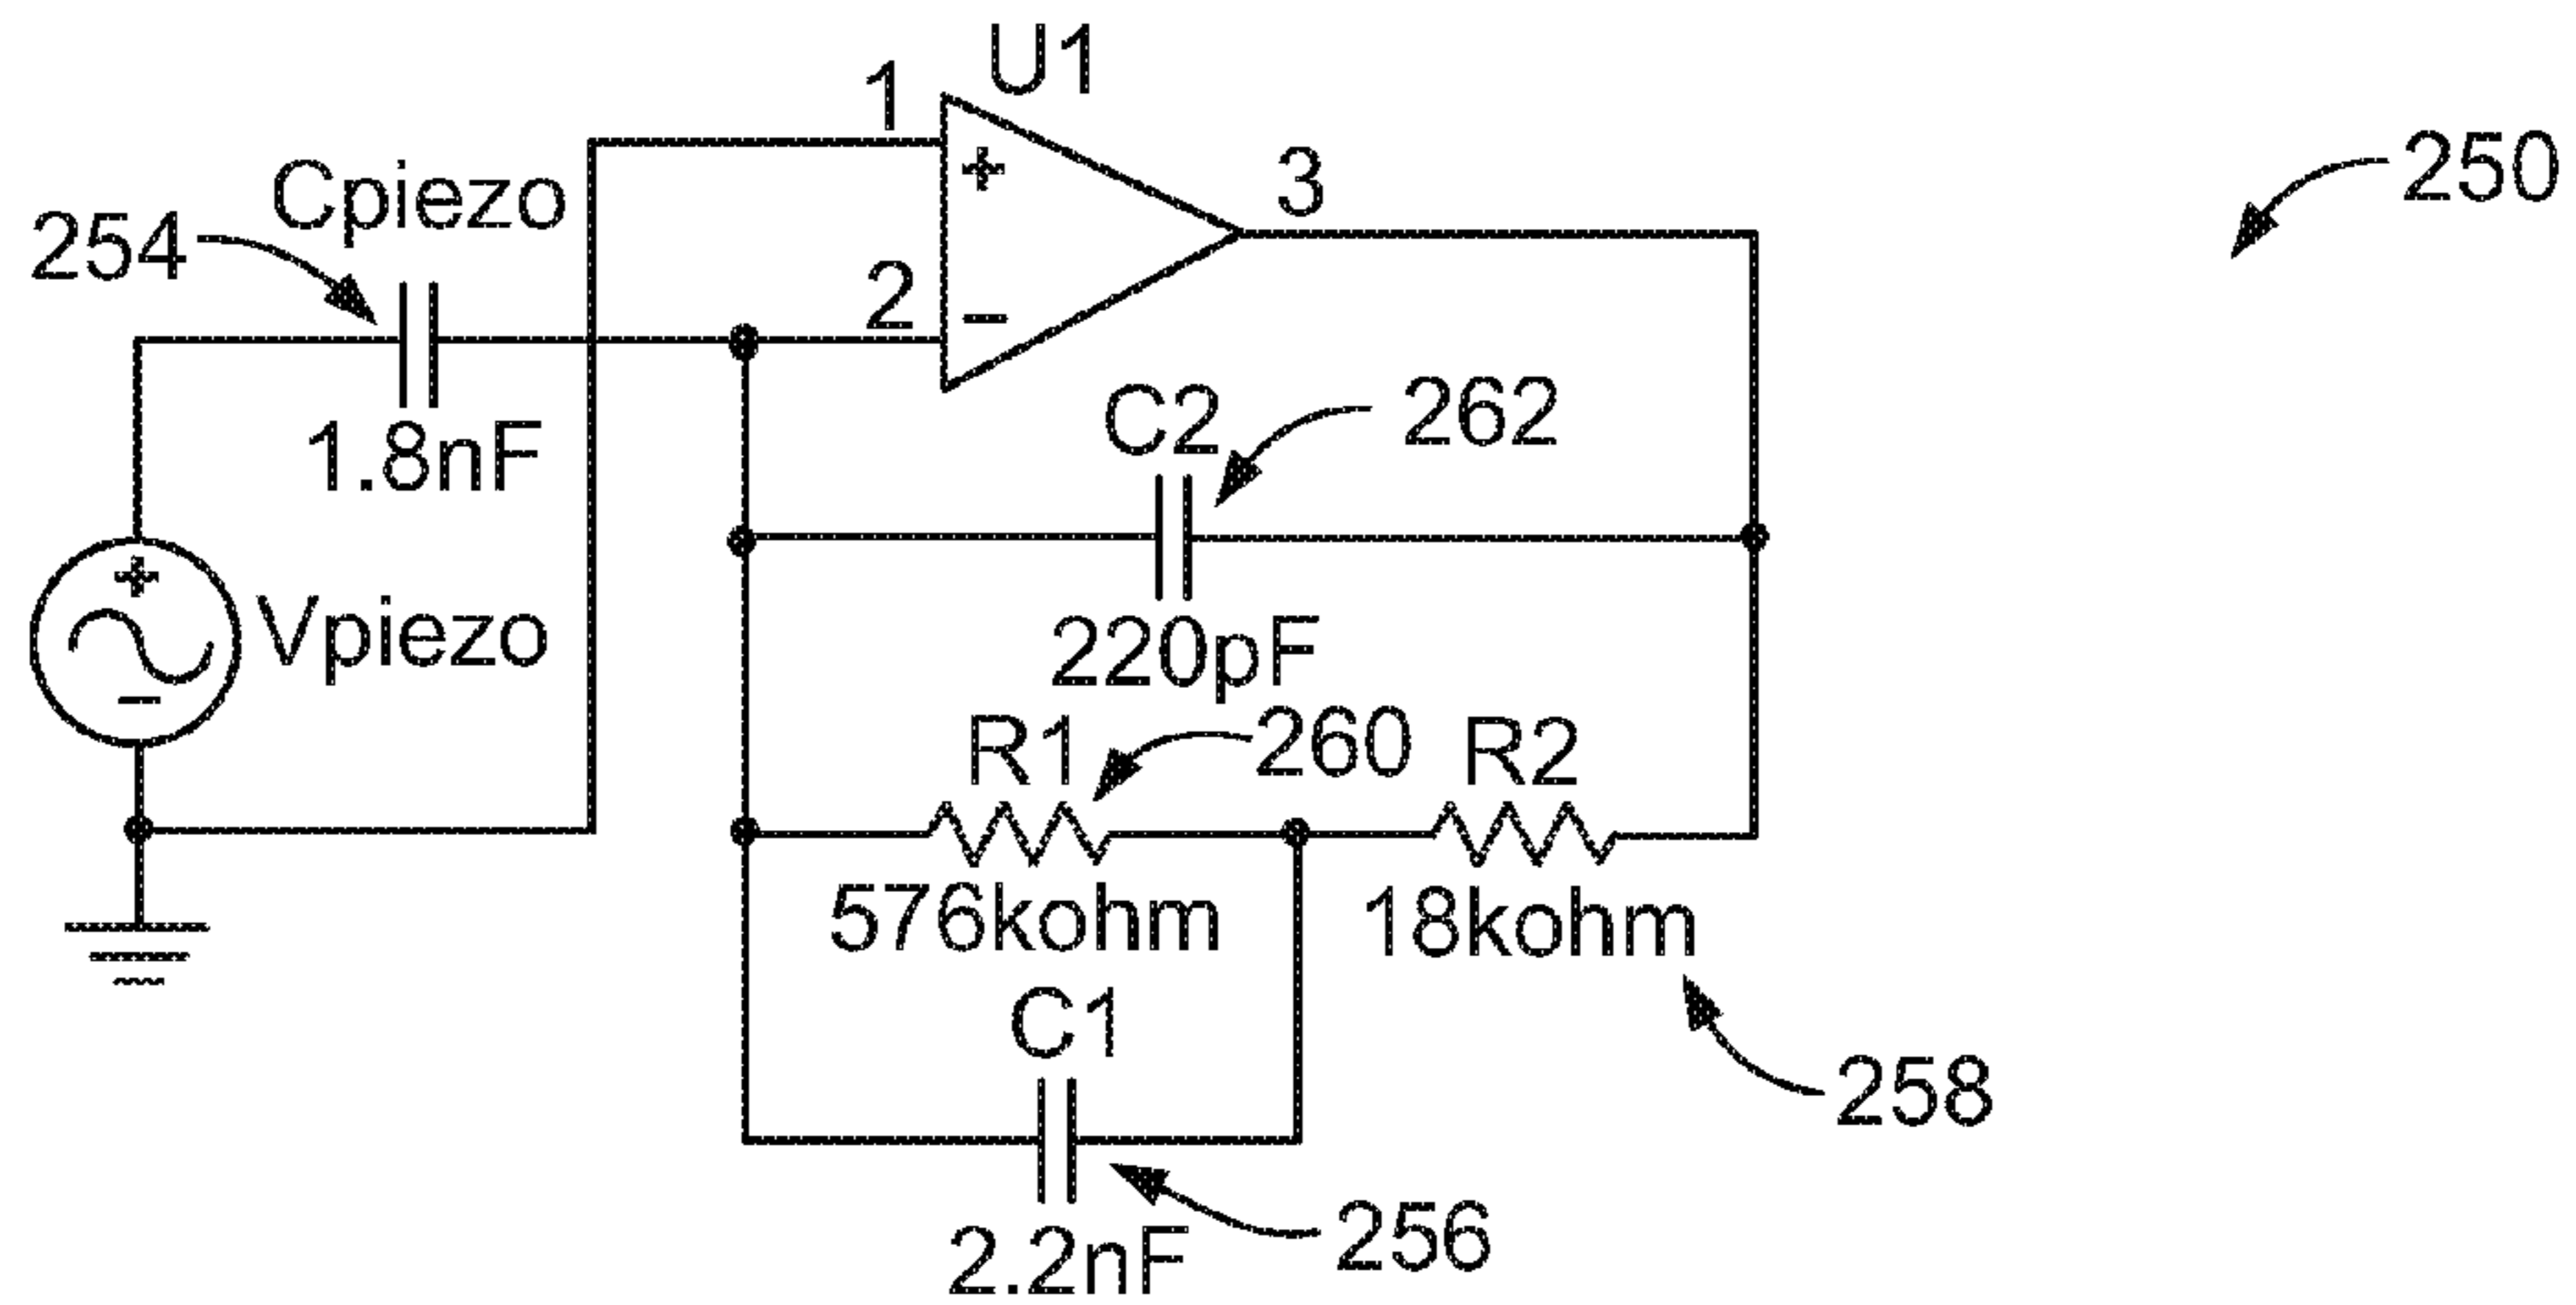 U1
1
250
Cpiezo
3
254
+
2
−
C2
262
1.8nF
+
Vpiezo
−
220pF
R1
260
R2
576kohm
18kohm
C1
258
256
2.2nF